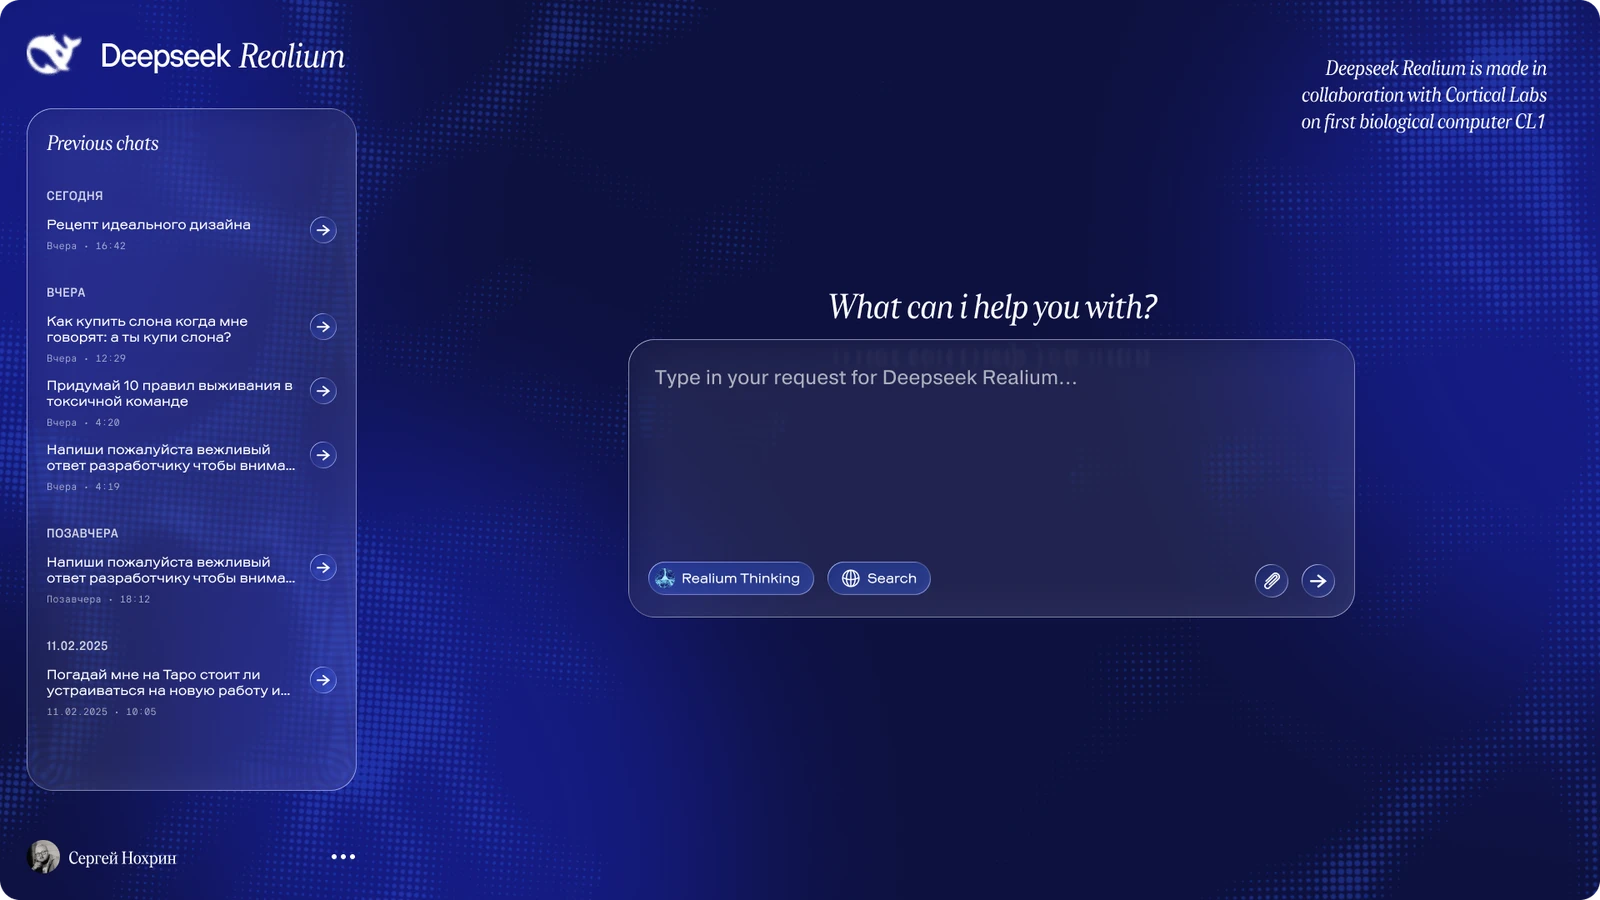 Deepseek Realium
Deepseek Realium is made in
collaboration with Cortical Labs
on first biological computer CL1
Previous chats
СЕГОДНЯ
Рецепт идеального дизайна
Вчера • 16:42
ВЧЕРА
Как купить слона когда мне
говорят: а ты купи слона?
Вчера • 12:29
Придумай 10 правил выживания в
токсичной команде
Вчера • 4:20
Напиши пожалуйста вежливый
ответ разработчику чтобы внима...
Вчера • 4:19
ПОЗАВЧЕРА
Напиши пожалуйста вежливый
ответ разработчику чтобы внима...
Позавчера • 18:12
11.02.2025
Погадай мне на Таро стоит ли
устраиваться на новую работу и...
11.02.2025 • 10:05
Сергей Нохрин
What can i help you with?
Type in your request for Deepseek Realium...
Realium Thinking
Search